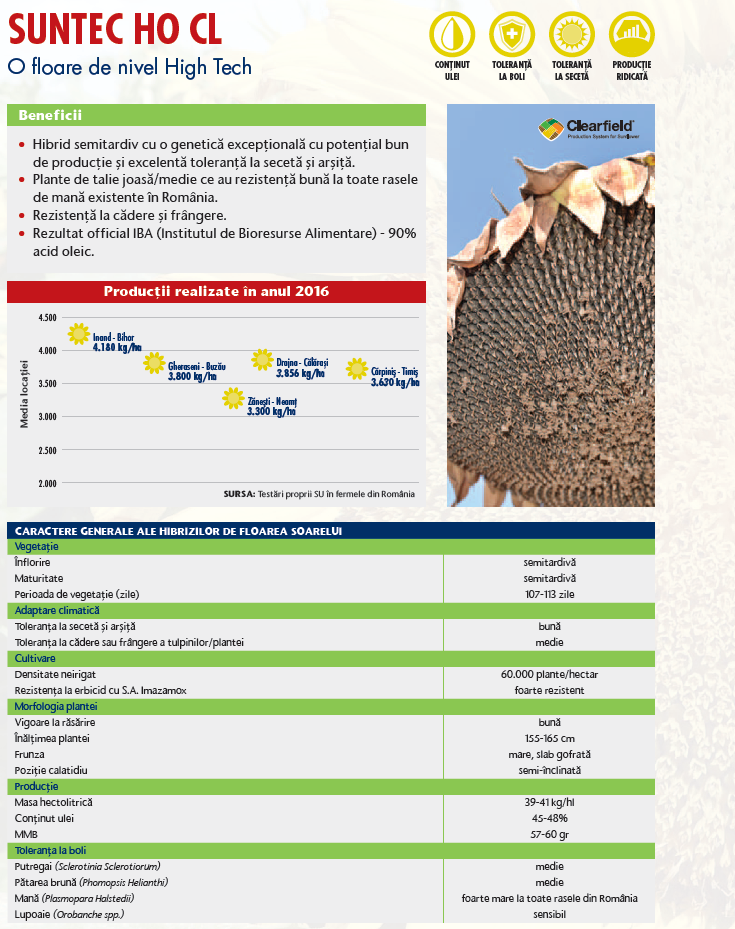 SUNTEC HO CL
O floare de nivel High Tech
CONȚINUT
ULEI
TOLERANȚĂ
LA BOLI
TOLERANȚĂ
LA SECETĂ
PRODUCȚIE
RIDICATĂ
Beneficii
• Hibrid semitardiv cu o genetică excepțională cu potențial bun
de producție și excelentă toleranță la secetă și arșiță.
• Plante de talie joasă/medie ce au rezistență bună la toate rasele
de mană existente în România.
• Rezistență la cădere și frângere.
• Rezultat official IBA (Institutul de Bioresurse Alimentare) - 90%
acid oleic.
Clearfield®
Production System for Sunflower
Producții realizate în anul 2016
Media locației
4.500
4.000
3.500
3.000
2.500
2.000
Inand - Bihor
4.180 kg/ha
Gheraseni - Buzău
3.800 kg/ha
Zănești - Neamț
3.300 kg/ha
Drajna - Călărași
3.856 kg/ha
Cărpiniș - Timiș
3.630 kg/ha
SURSA: Testări proprii SU în fermele din România
CARACTERE GENERALE ALE HIBRIZILOR DE FLOAREA SOARELUI
Vegetație
Înflorire semitardivă
Maturitate semitardivă
Perioada de vegetație (zile) 107-113 zile
Adaptare climatică
Toleranța la secetă și arșiță bună
Toleranța la cădere sau frângere a tulpinilor/plantei medie
Cultivare
Densitate neirigat 60.000 plante/hectar
Rezistența la erbicid cu S.A. Imazamox foarte rezistent
Morfologia plantei
Vigoare la răsărire bună
Înălțimea plantei 155-165 cm
Frunza mare, slab gofrată
Poziție calatidiu semi-înclinată
Producție
Masa hectolitrică 39-41 kg/hl
Conținut ulei 45-48%
MMB 57-60 gr
Toleranța la boli
Putregai (Sclerotinia Sclerotiorum) medie
Pătarea brună (Phomopsis Helianthi) medie
Mană (Plasmopara Halstedii) foarte mare la toate rasele din România
Lupoaie (Orobanche spp.) sensibil